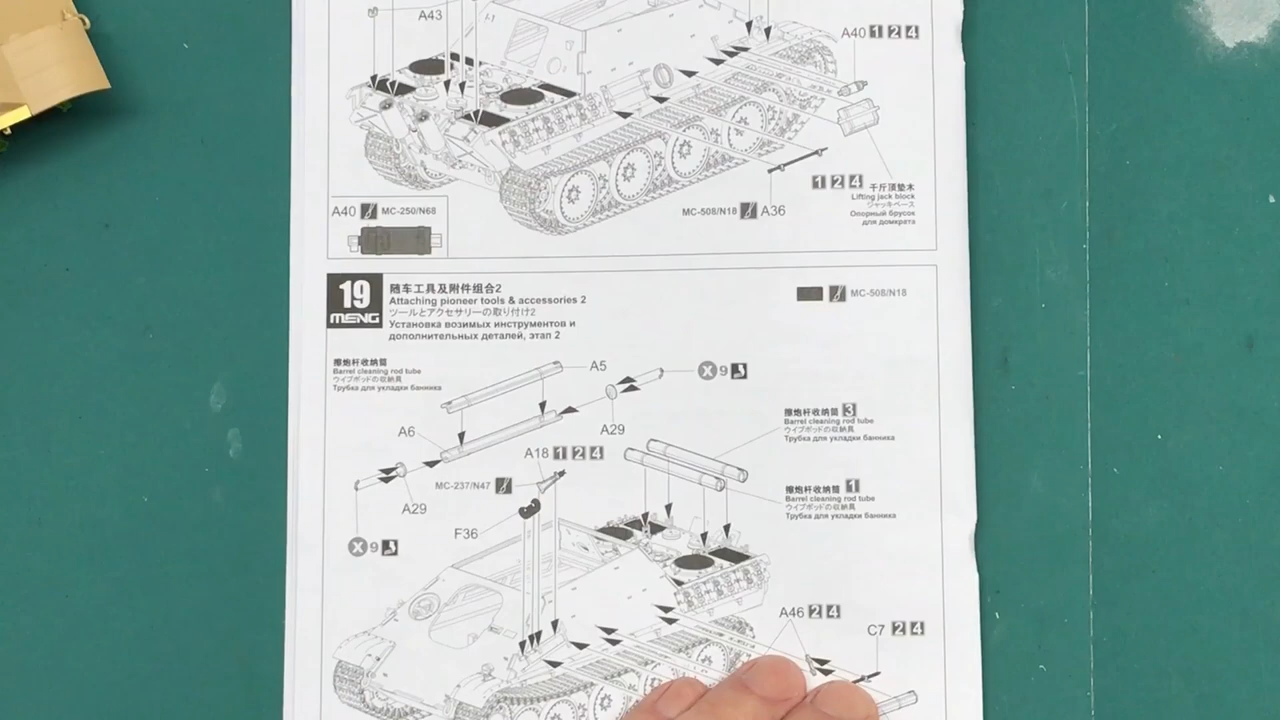 A43
A40 1 2 4
1 2 4 千斤顶垫木
Lifting jack block
ジャッキベース
Опорный брусок
для домкрата
MC-508/N18 A36
A40 MC-250/N68
19
MENG
随车工具及附件组合2
Attaching pioneer tools & accessories 2
ツールとアクセサリーの取り付け2
Установка возимых инструментов и
дополнительных деталей, этап 2
MC-508/N18
擦炮杆收纳筒
Barrel cleaning rod tube
ウイブポッドの収納具
Трубка для укладки банника
A5
X 9
A29
A6
A18 1 2 4
MC-237/N47
A29
F36
X 9
擦炮杆收纳筒 3
Barrel cleaning rod tube
ウイブポッドの収納具
Трубка для укладки банника
擦炮杆收纳筒 1
Barrel cleaning rod tube
ウイブポッドの収納具
Трубка для укладки банника
A46 2 4
C7 2 4